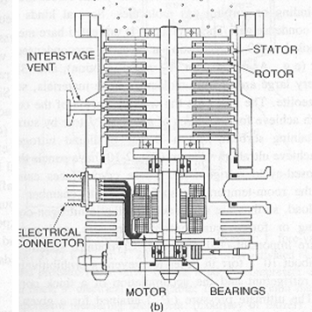 INTERSTAGE
VENT
STATOR
ROTOR
ELECTRICAL
CONNECTOR
MOTOR
BEARINGS
(b)